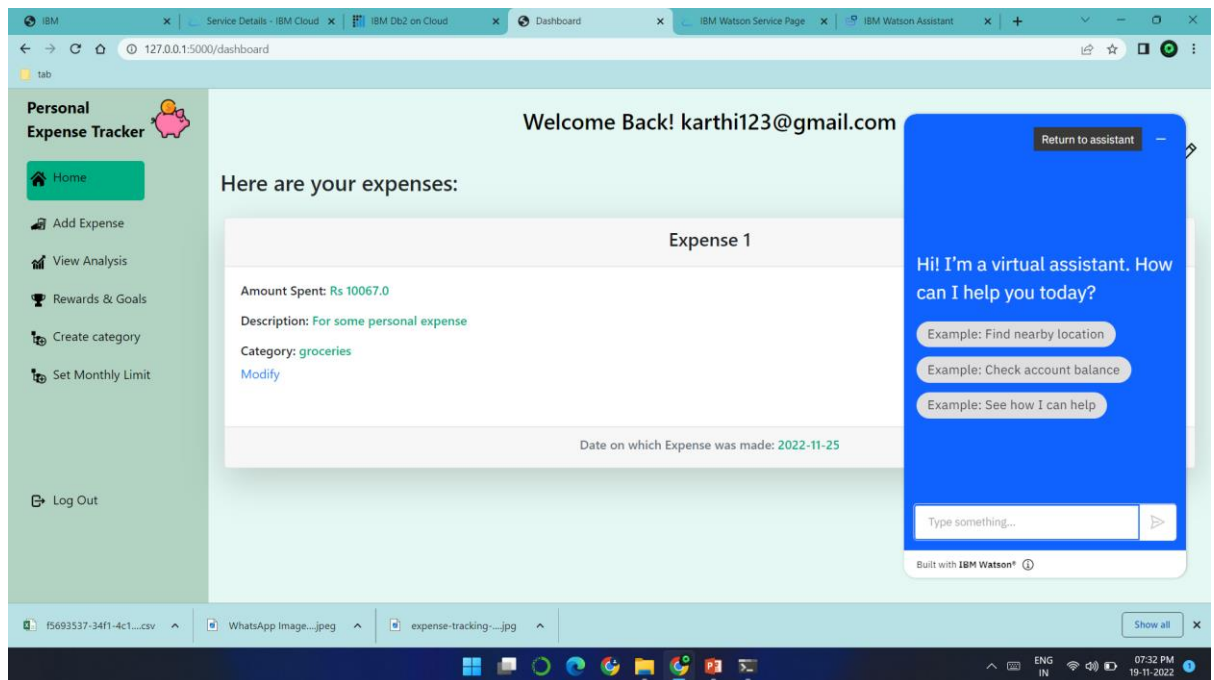 IBM
Service Details - IBM Cloud
IBM Db2 on Cloud
Dashboard
IBM Watson Service Page
IBM Watson Assistant
127.0.0.1:5000/dashboard
tab
Personal
Expense Tracker
Home
Add Expense
View Analysis
Rewards & Goals
Create category
Set Monthly Limit
Log Out
Welcome Back! karthi123@gmail.com
Here are your expenses:
Expense 1
Amount Spent: Rs 10067.0
Description: For some personal expense
Category: groceries
Modify
Date on which Expense was made: 2022-11-25
Return to assistant
Hi! I'm a virtual assistant. How
can I help you today?
Example: Find nearby location
Example: Check account balance
Example: See how I can help
Type something...
Built with IBM Watson®
f5693537-34f1-4c1....csv
WhatsApp Image....jpeg
expense-tracking-....jpg
Show all
ENG
IN
07:32 PM
19-11-2022
1